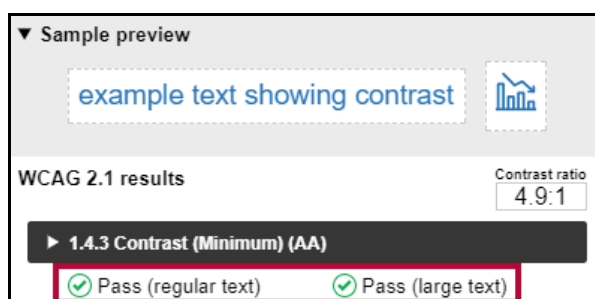 ▼ Sample preview
example text showing contrast
WCAG 2.1 results
Contrast ratio
4.9:1
▶ 1.4.3 Contrast (Minimum) (AA)
Pass (regular text) Pass (large text)